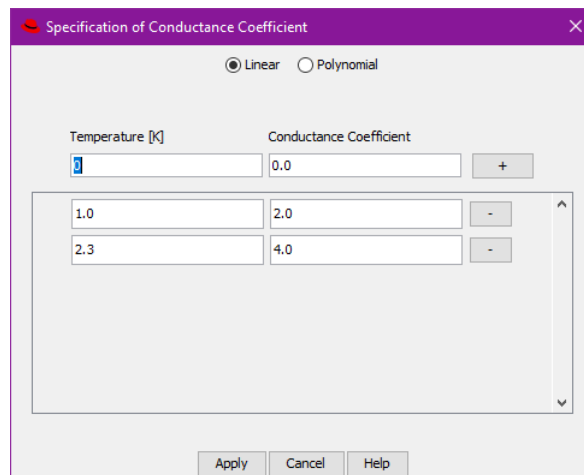 Specification of Conductance Coefficient
Linear Polynomial
Temperature [K] Conductance Coefficient
0 0.0 +
1.0 2.0 -
2.3 4.0 -
Apply Cancel Help